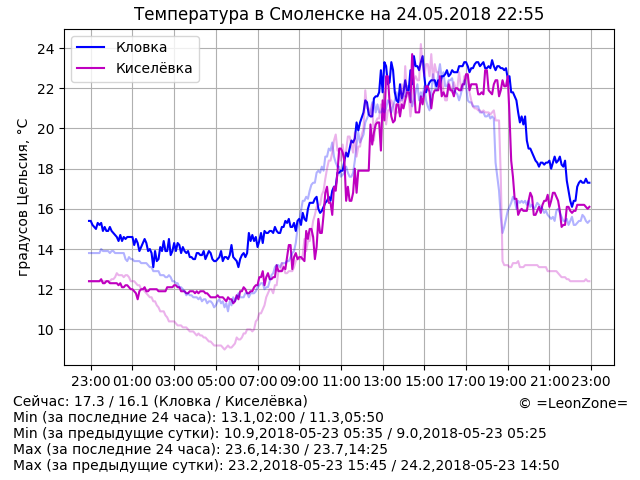 Температура в Смоленске на 24.05.2018 22:55
Кловка
Киселёвка
градусов Цельсия, °C
24
22
20
18
16
14
12
10
23:00 01:00 03:00 05:00 07:00 09:00 11:00 13:00 15:00 17:00 19:00 21:00 23:00
Сейчас: 17.3 / 16.1 (Кловка / Киселёвка)
© =LeonZone=
Min (за последние 24 часа): 13.1,02:00 / 11.3,05:50
Min (за предыдущие сутки): 10.9,2018-05-23 05:35 / 9.0,2018-05-23 05:25
Max (за последние 24 часа): 23.6,14:30 / 23.7,14:25
Max (за предыдущие сутки): 23.2,2018-05-23 15:45 / 24.2,2018-05-23 14:50